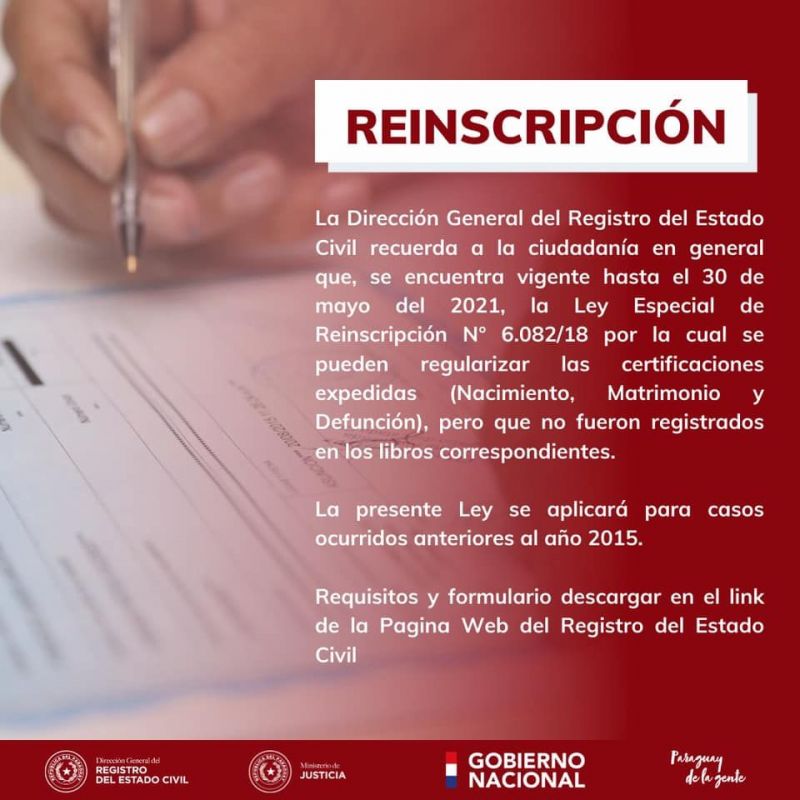 REINSCRIPCIÓN
La Dirección General del Registro del Estado
Civil recuerda a la ciudadanía en general
que, se encuentra vigente hasta el 30 de
mayo del 2021, la Ley Especial de
Reinscripción N° 6.082/18 por la cual se
pueden regularizar las certificaciones
expedidas (Nacimiento, Matrimonio y
Defunción), pero que no fueron registrados
en los libros correspondientes.
La presente Ley se aplicará para casos
ocurridos anteriores al año 2015.
Requisitos y formulario descargar en el link
de la Pagina Web del Registro del Estado
Civil
Dirección General del
REGISTRO
DEL ESTADO CIVIL
Ministerio de
JUSTICIA
GOBIERNO
NACIONAL
Paraguay
de la gente